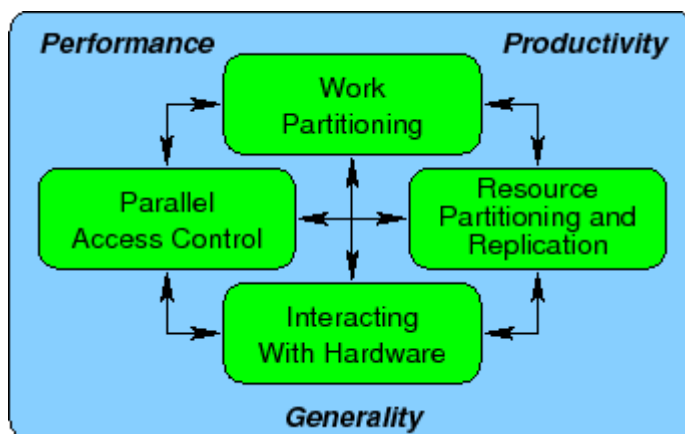 Performance
Productivity
Work
Partitioning
Parallel
Access Control
Resource
Partitioning and
Replication
Interacting
With Hardware
Generality